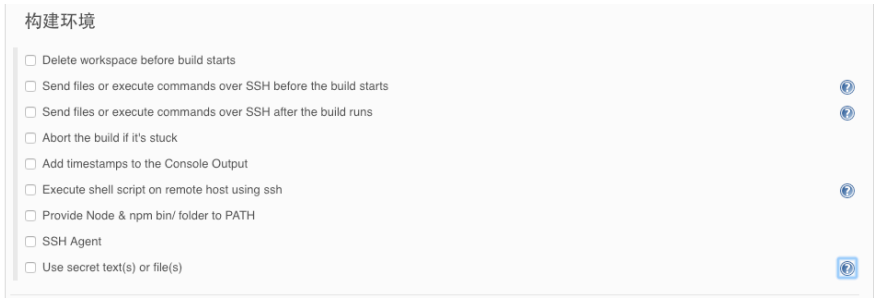 构建环境
Delete workspace before build starts
Send files or execute commands over SSH before the build starts
Send files or execute commands over SSH after the build runs
Abort the build if it's stuck
Add timestamps to the Console Output
Execute shell script on remote host using ssh
Provide Node & npm bin/ folder to PATH
SSH Agent
Use secret text(s) or file(s)